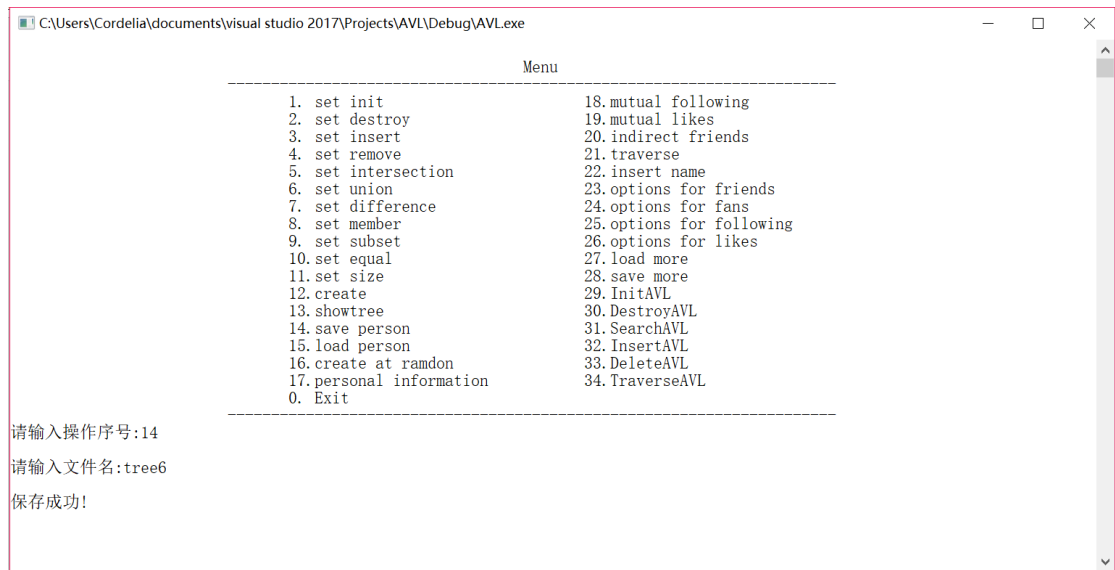 C:\Users\Cordelia\documents\visual studio 2017\Projects\AVL\Debug\AVL.exe
Menu
1. set init 18.mutual following
2. set destroy 19.mutual likes
3. set insert 20.indirect friends
4. set remove 21.traverse
5. set intersection 22.insert name
6. set union 23.options for friends
7. set difference 24.options for fans
8. set member 25.options for following
9. set subset 26.options for likes
10.set equal 27.load more
11.set size 28.save more
12.create 29.InitAVL
13.showtree 30.DestroyAVL
14.save person 31.SearchAVL
15.load person 32.InsertAVL
16.create at ramdon 33.DeleteAVL
17.personal information 34.TraverseAVL
0. Exit
请输入操作序号:14
请输入文件名:tree6
保存成功!